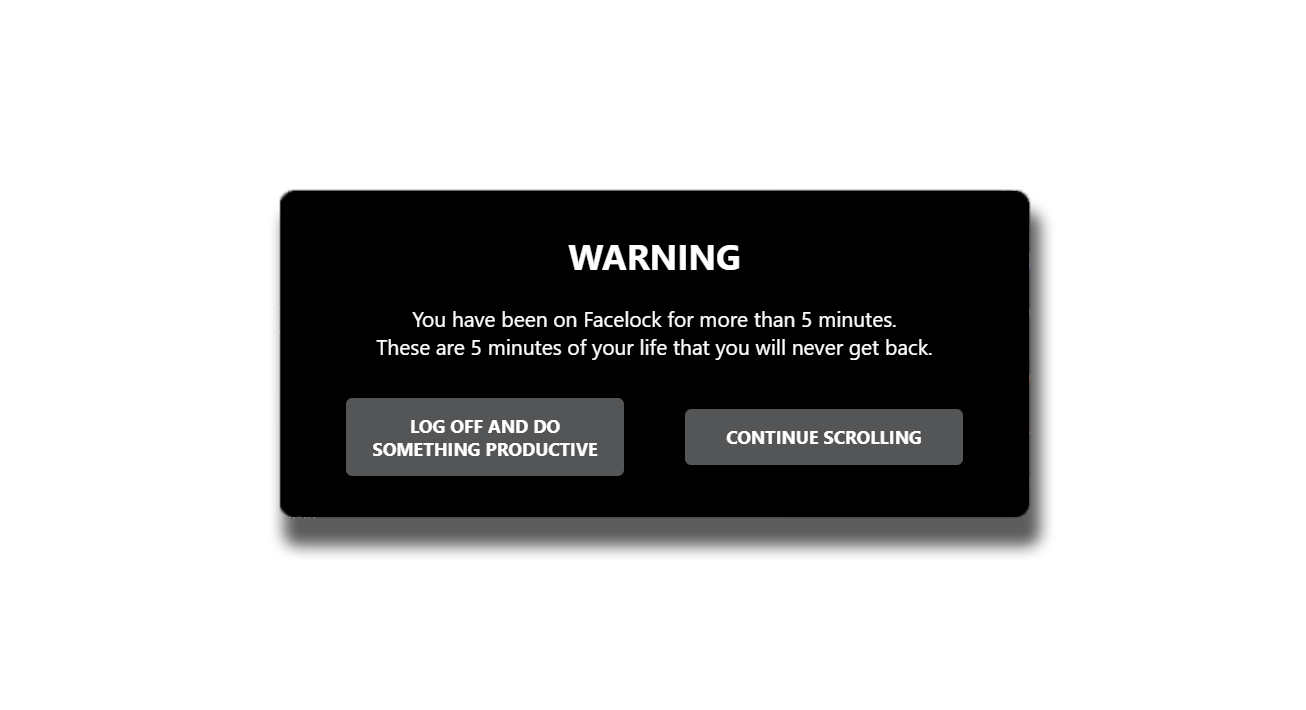 WARNING
You have been on Facelock for more than 5 minutes.
These are 5 minutes of your life that you will never get back.
LOG OFF AND DO
SOMETHING PRODUCTIVE
CONTINUE SCROLLING